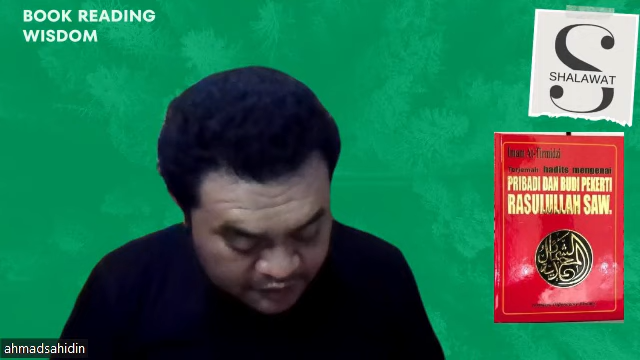 BOOK READING
WISDOM
SHALAWAT
Imam At-Tirmidzi
Terjemah hadits mengenai
PRIBADI DAN BUDI PEKERTI
RASULULLAH SAW.
ahmadsahidin